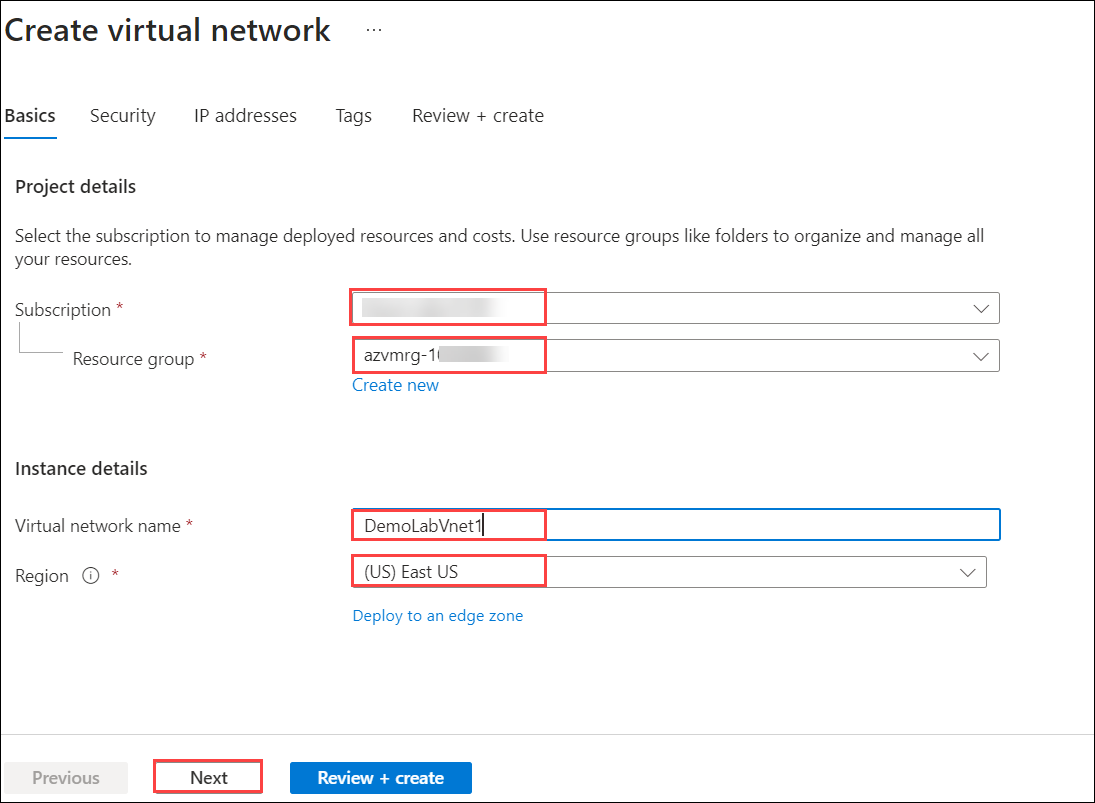 Create virtual network ...
Basics Security IP addresses Tags Review + create
Project details
Select the subscription to manage deployed resources and costs. Use resource groups like folders to organize and manage all
your resources.
Subscription *
Resource group * azvmrg-1
Create new
Instance details
Virtual network name * DemoLabVnet1
Region * (US) East US
Deploy to an edge zone
Previous Next Review + create